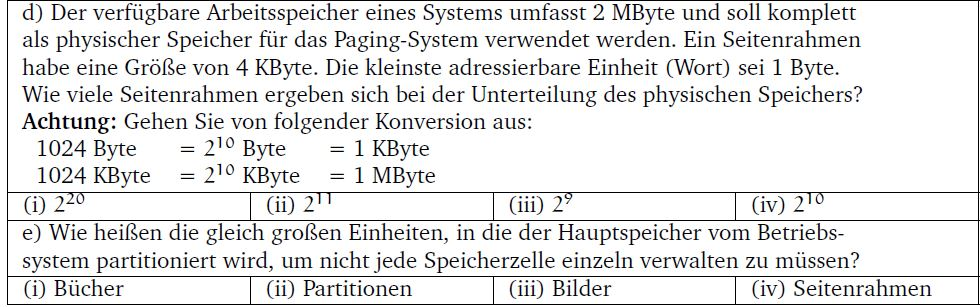 d) Der verfügbare Arbeitsspeicher eines Systems umfasst 2 MByte und soll komplett
als physischer Speicher für das Paging-System verwendet werden. Ein Seitenrahmen
habe eine Größe von 4 KByte. Die kleinste adressierbare Einheit (Wort) sei 1 Byte.
Wie viele Seitenrahmen ergeben sich bei der Unterteilung des physischen Speichers?
Achtung: Gehen Sie von folgender Konversion aus:
1024 Byte = 2^10 Byte = 1 KByte
1024 KByte = 2^10 KByte = 1 MByte
(i) 2^20 (ii) 2^11 (iii) 2^9 (iv) 2^10
e) Wie heißen die gleich großen Einheiten, in die der Hauptspeicher vom Betriebs-
system partitioniert wird, um nicht jede Speicherzelle einzeln verwalten zu müssen?
(i) Bücher (ii) Partitionen (iii) Bilder (iv) Seitenrahmen